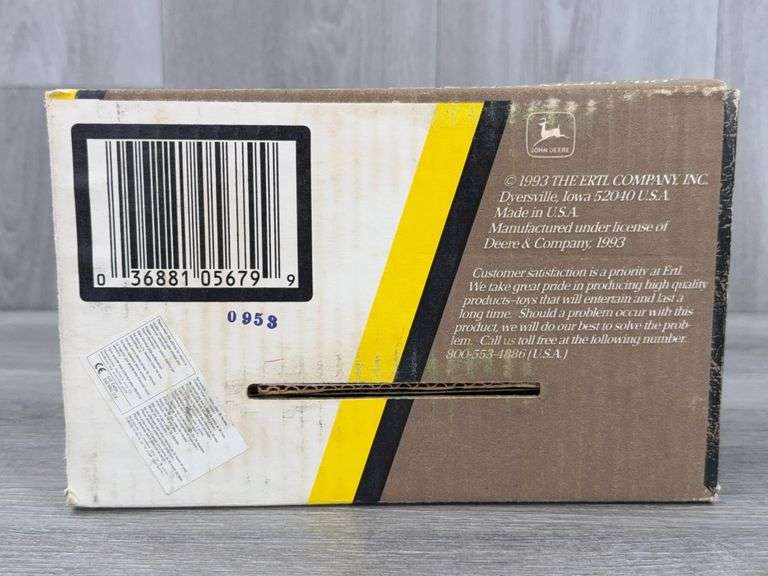 JOHN DEERE
© 1993 THE ERTL COMPANY, INC.
Dyersville, Iowa 52040 U.S.A.
Made in U.S.A.
Manufactured under license of
Deere & Company, 1993
Customer satisfaction is a priority at Ertl.
We take great pride in producing high quality
products-toys that will entertain and last a
long time. Should a problem occur with this
product, we will do our best to solve the prob-
lem. Call us toll free at the following number.
800-553-4886 (U.S.A.)
0 36881 05679 9
0953
CE